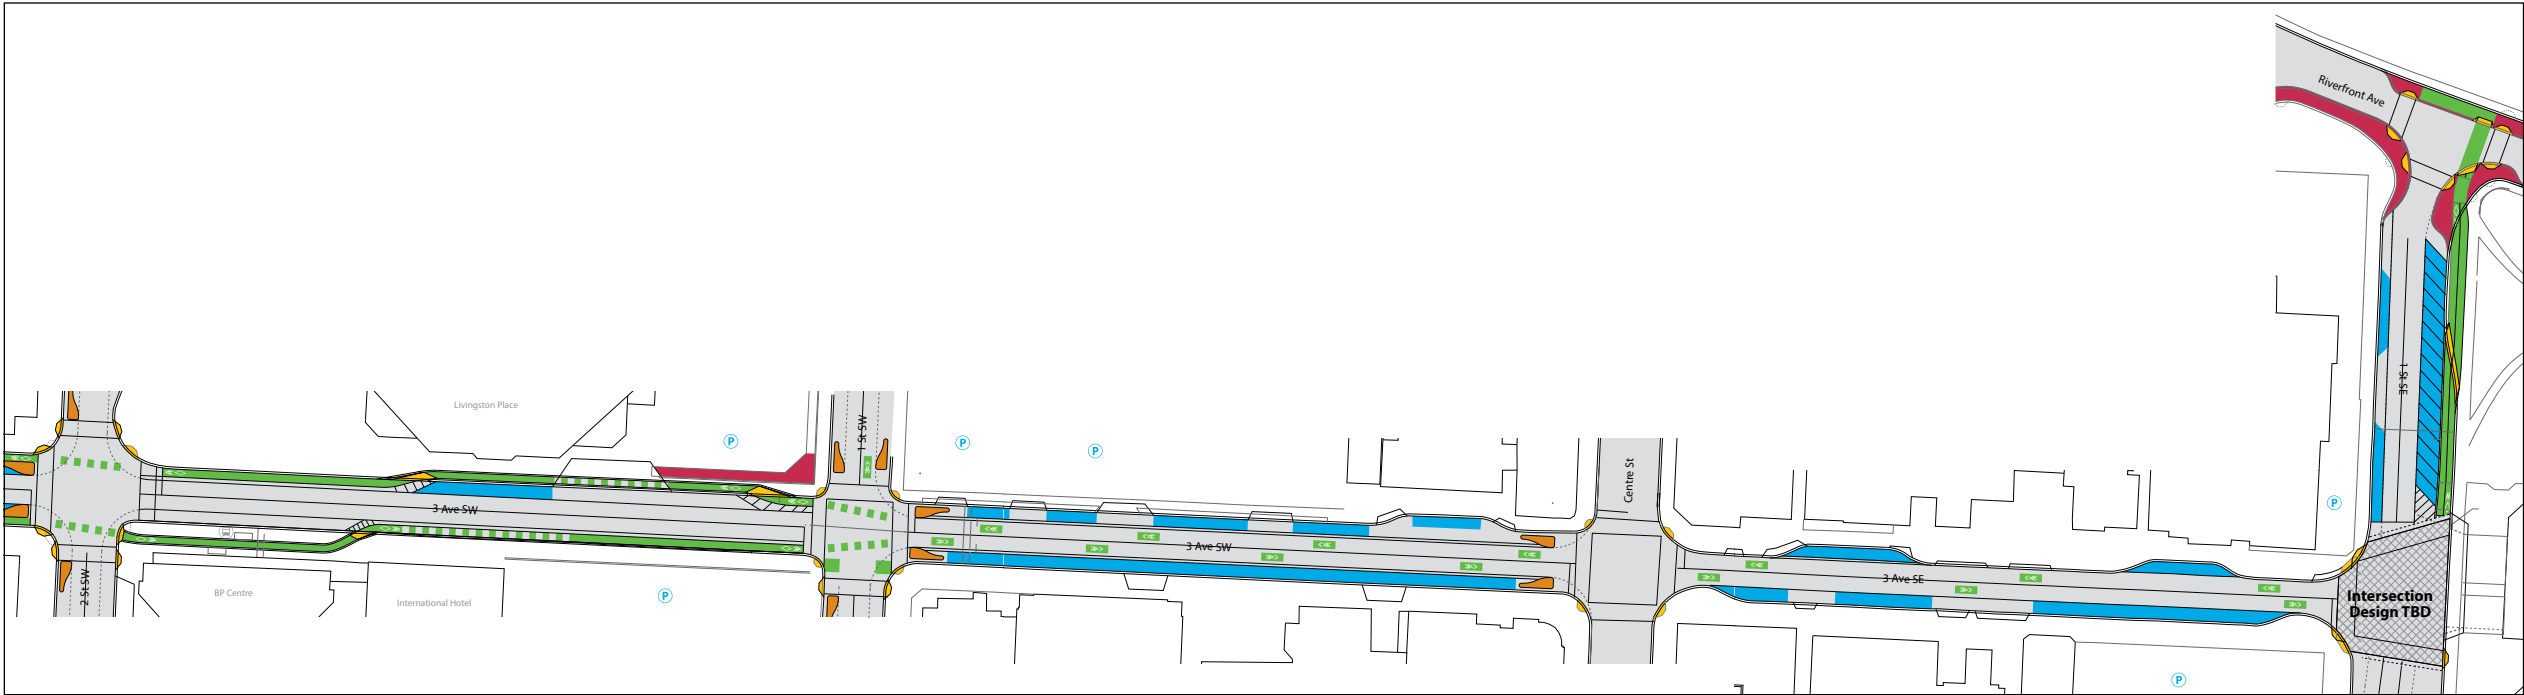 Riverfront Ave
1 St SE
Livingston Place
P
1 St SW
P
P
Centre St
P
3 Ave SW
3 Ave SW
3 Ave SE
2 St SW
BP Centre
International Hotel
P
Intersection
Design TBD
P